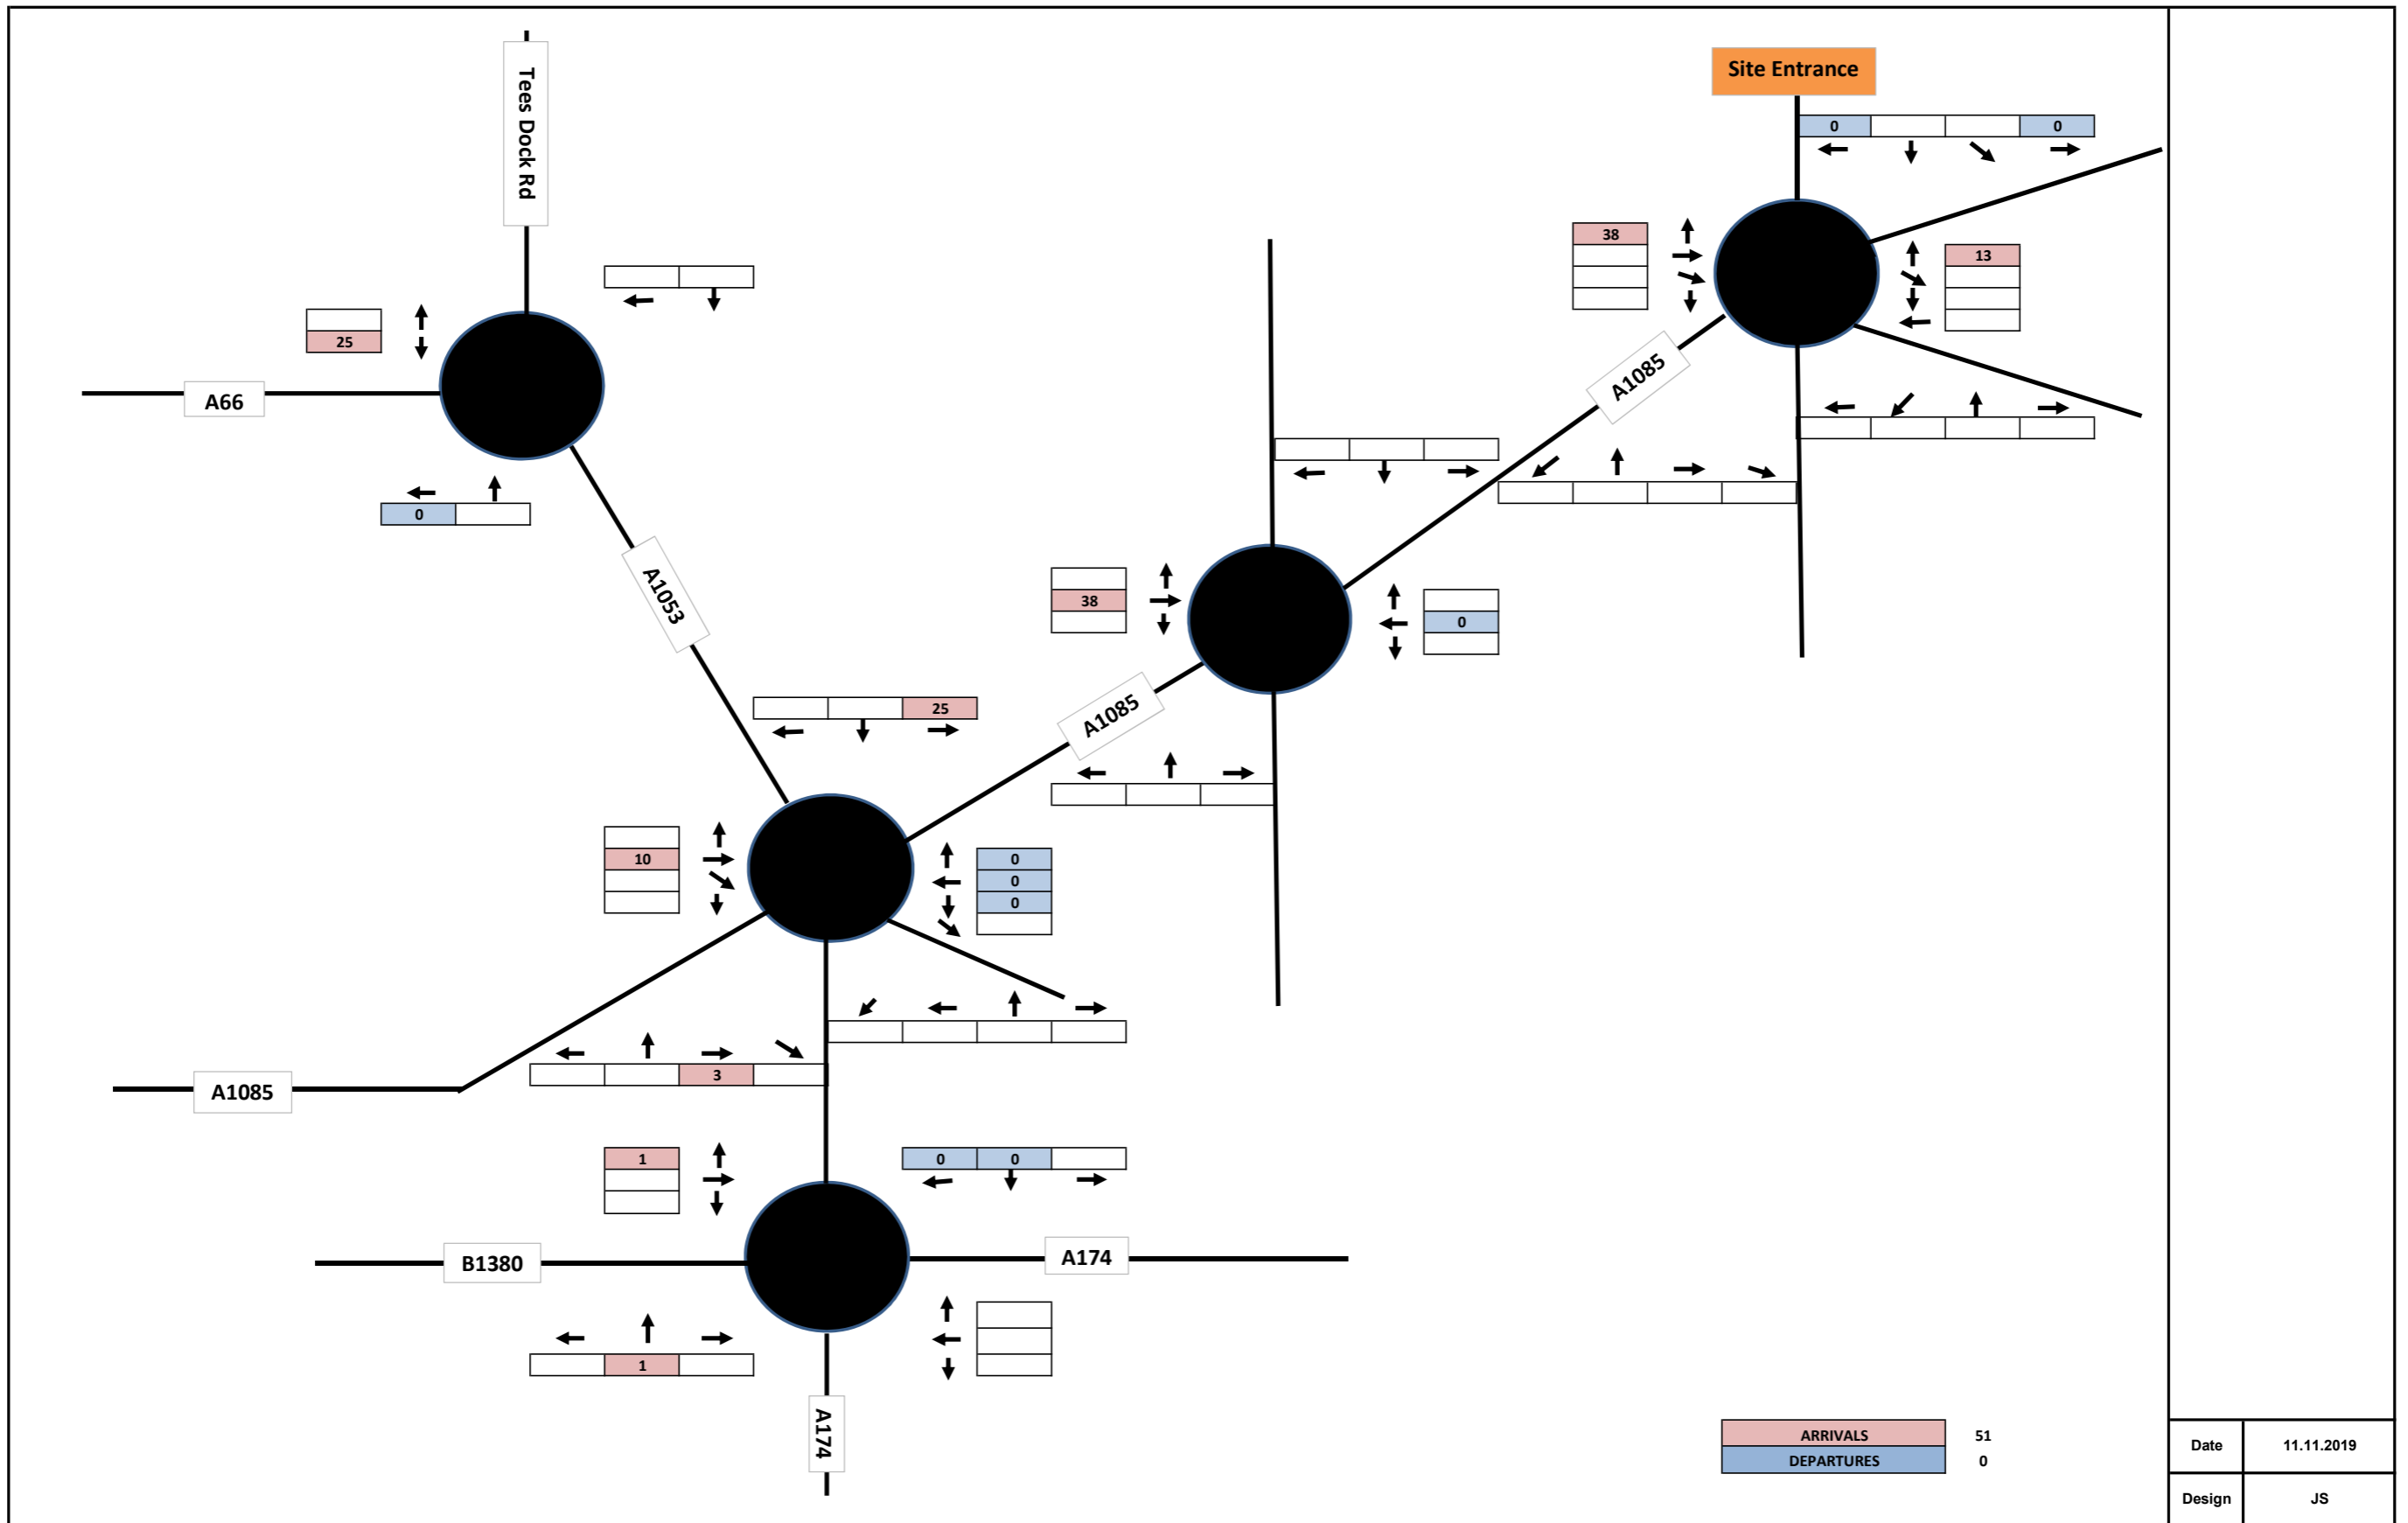 Site Entrance
Tees Dock Rd
0 0
38
13
25
A66
A1085
0
A1053
38
0
25
A1085
10
0
0
0
3
A1085
1
0 0
B1380
A174
1
A174
ARRIVALS 51
DEPARTURES 0
Date 11.11.2019
Design JS